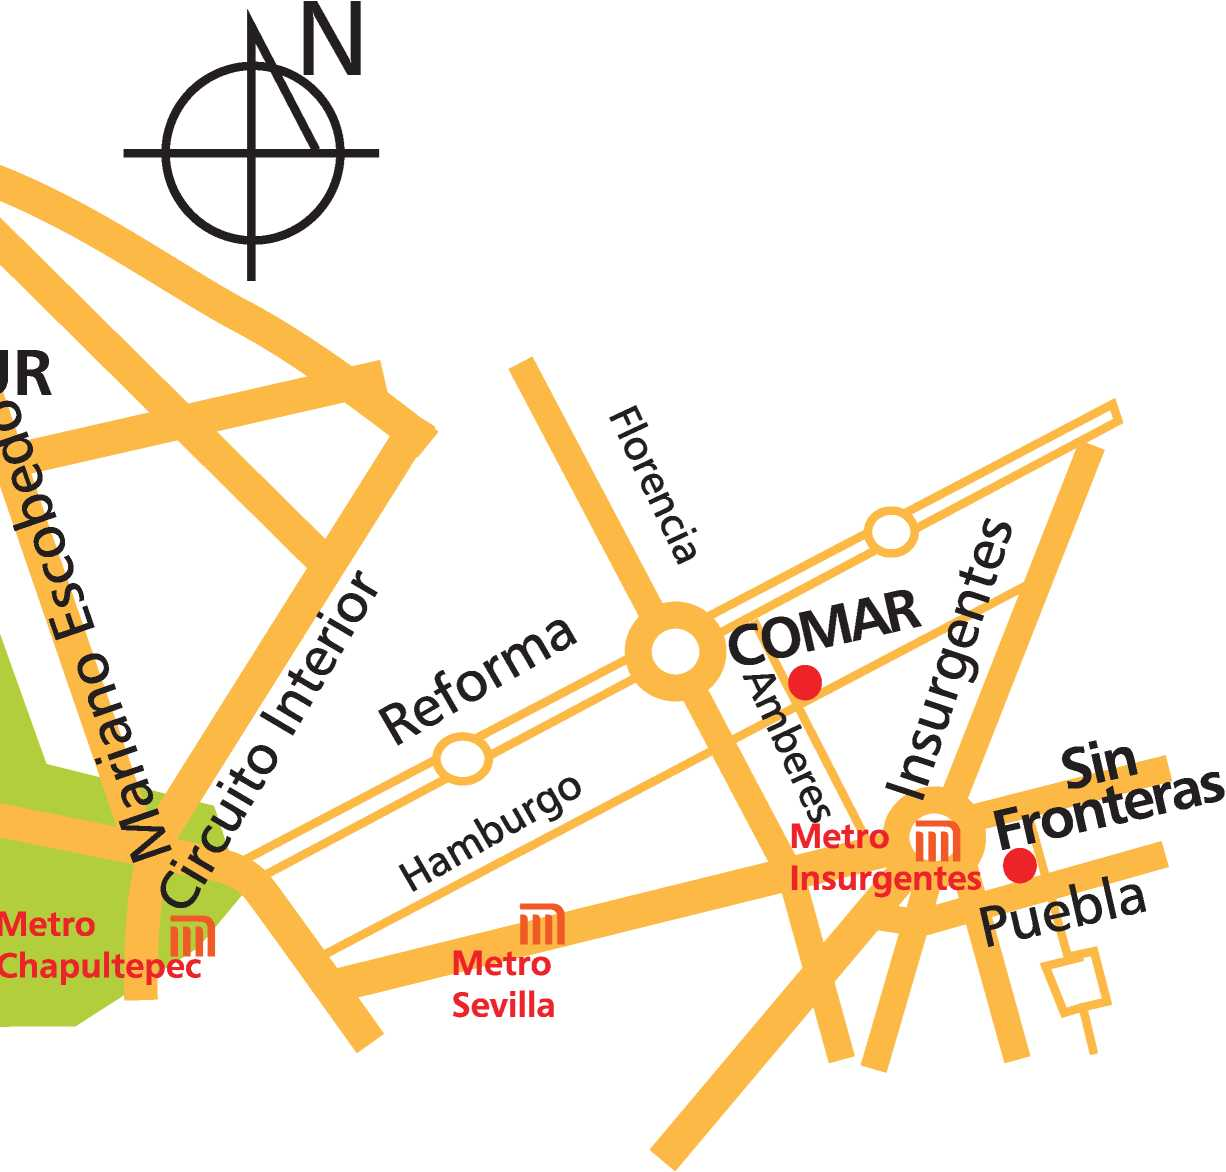 N
UR
Mariano Escobedo
Circuito Interior
Florencia
Reforma
COMAR
Amberes
Insurgentes
Hamburgo
Sin
Fronteras
Metro
Insurgentes
Puebla
Metro
Chapultepec
Metro
Sevilla